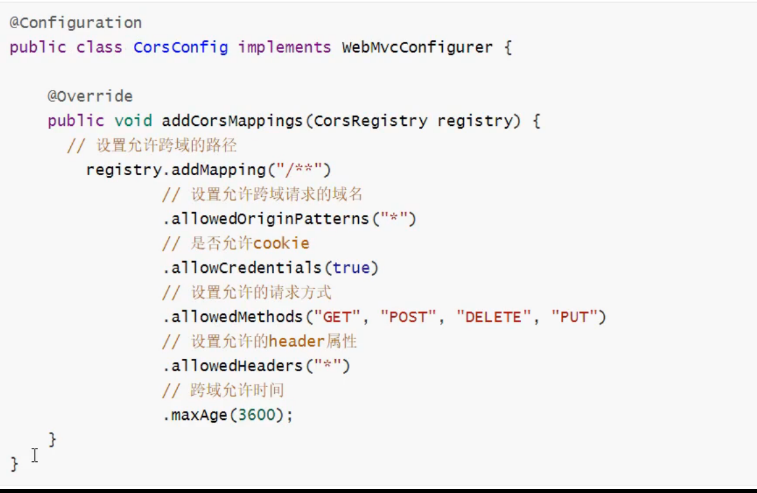 @Configuration
public class CorsConfig implements WebMvcConfigurer {
@Override
public void addCorsMappings(CorsRegistry registry) {
// 设置允许跨域的路径
registry.addMapping("/**")
// 设置允许跨域请求的域名
.allowedOriginPatterns("*")
// 是否允许cookie
.allowCredentials(true)
// 设置允许的请求方式
.allowedMethods("GET", "POST", "DELETE", "PUT")
// 设置允许的header属性
.allowedHeaders("*")
// 跨域允许时间
.maxAge(3600);
}
}